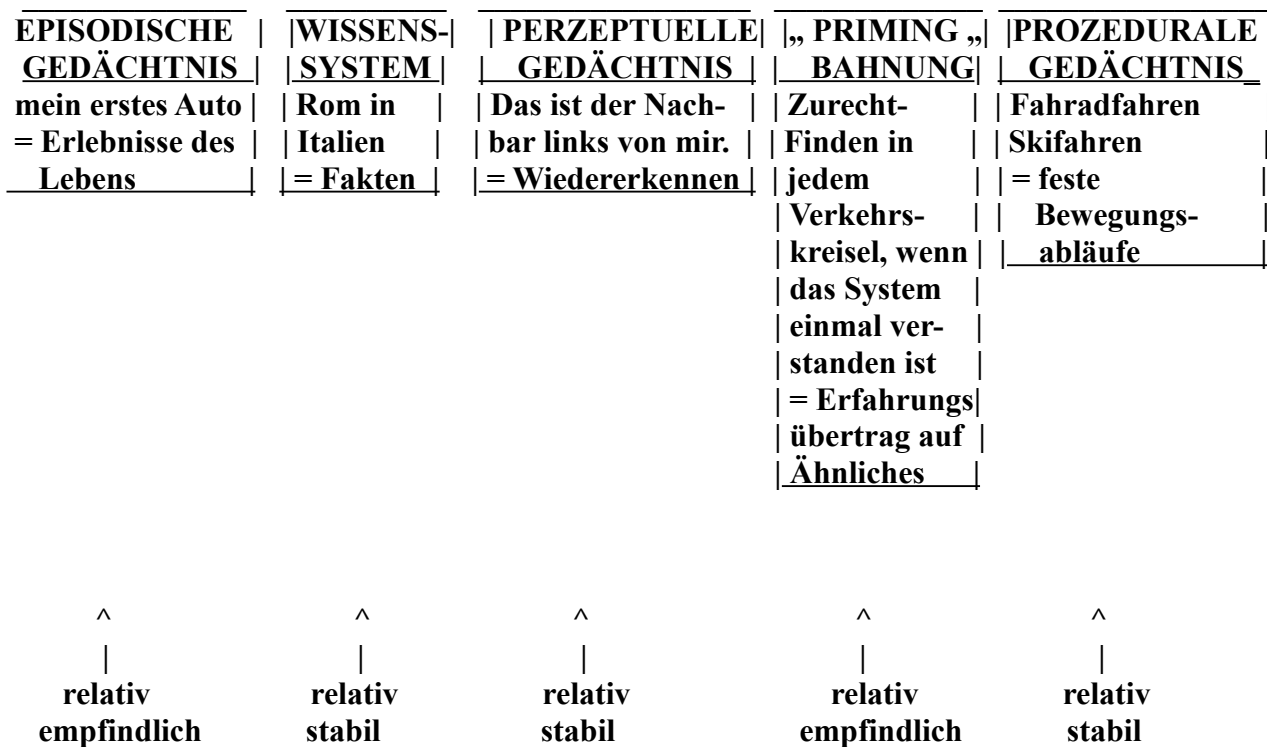 EPISODISCHE | |WISSENS-| | PERZEPTUELLE| |„ PRIMING „| |PROZEDURALE
GEDÄCHTNIS | | SYSTEM | | GEDÄCHTNIS | | BAHNUNG| | GEDÄCHTNIS_
mein erstes Auto | | Rom in | | Das ist der Nach- | | Zurecht- | | Fahradfahren
= Erlebnisse des | | Italien | | bar links von mir. | | Finden in | | Skifahren |
Lebens | | = Fakten | | = Wiedererkennen | | jedem | | = feste |
| Verkehrs- | | Bewegungs- |
| kreisel, wenn | | abläufe |
| das System |
| einmal ver- |
| standen ist |
| = Erfahrungs|
| übertrag auf |
| Ähnliches |
^ ^ ^ ^ ^
| | | | |
relativ relativ relativ relativ relativ
empfindlich stabil stabil empfindlich stabil